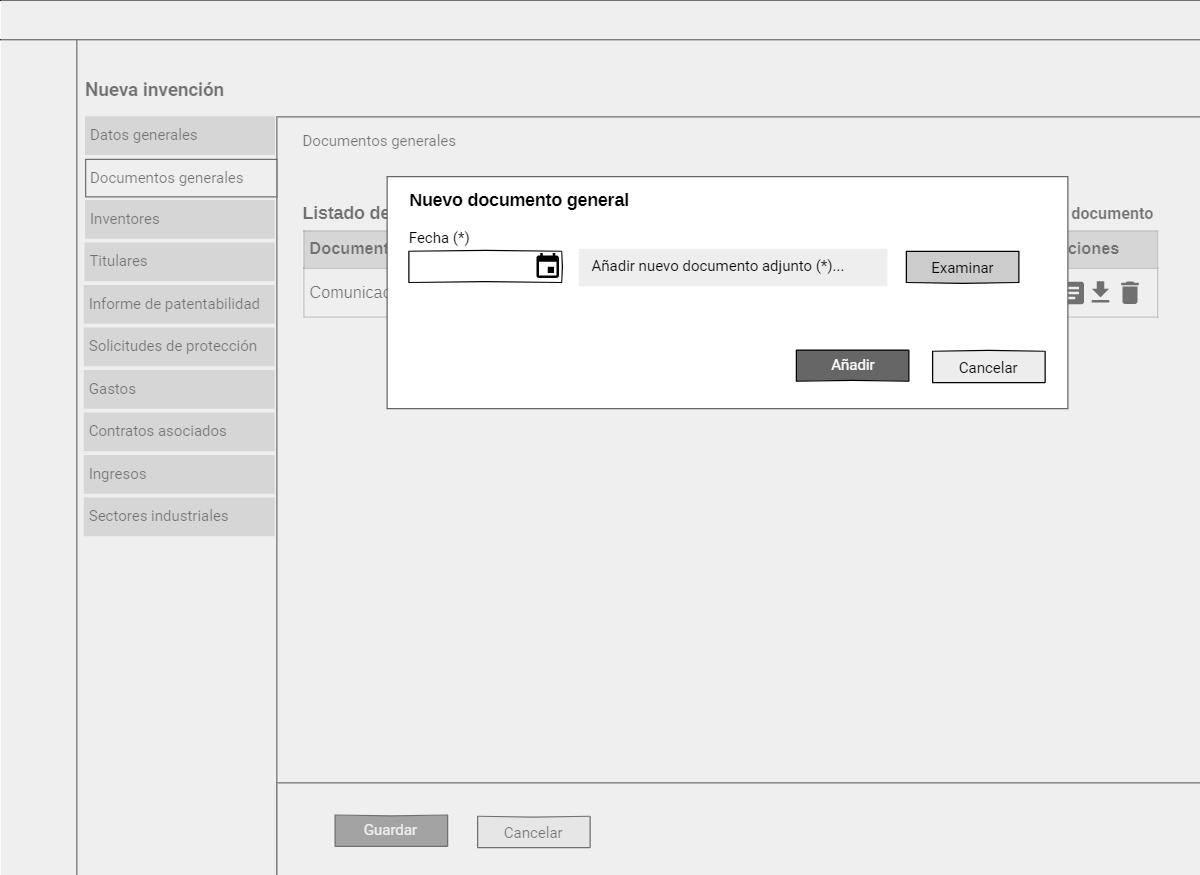 Nueva invención
Datos generales
Documentos generales
Inventores
Titulares
Informe de patentabilidad
Solicitudes de protección
Gastos
Contratos asociados
Ingresos
Sectores industriales
Documentos generales
Listado de
documento
Document
ciones
Comunicac
Nuevo documento general
Fecha (*)
Añadir nuevo documento adjunto (*)...
Examinar
Añadir
Cancelar
Guardar
Cancelar